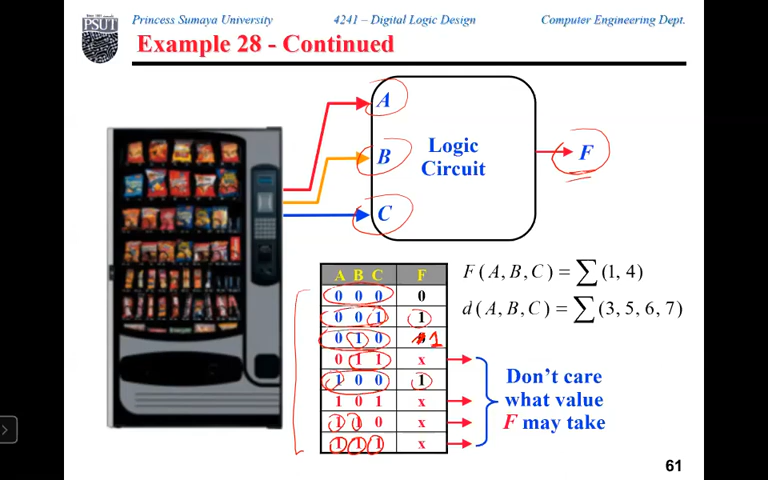 PSUT
Princess Sumaya University 4241 – Digital Logic Design Computer Engineering Dept.
Example 28 - Continued
A
B
C
Logic
Circuit
F
A B C F
0 0 0 0
0 0 1 1
0 1 0 1
0 1 1 x
1 0 0 1
1 0 1 x
1 1 0 x
1 1 1 x
F ( A, B, C ) = ∑ (1, 4)
d ( A, B, C ) = ∑ (3, 5, 6, 7)
Don't care
what value
F may take
61